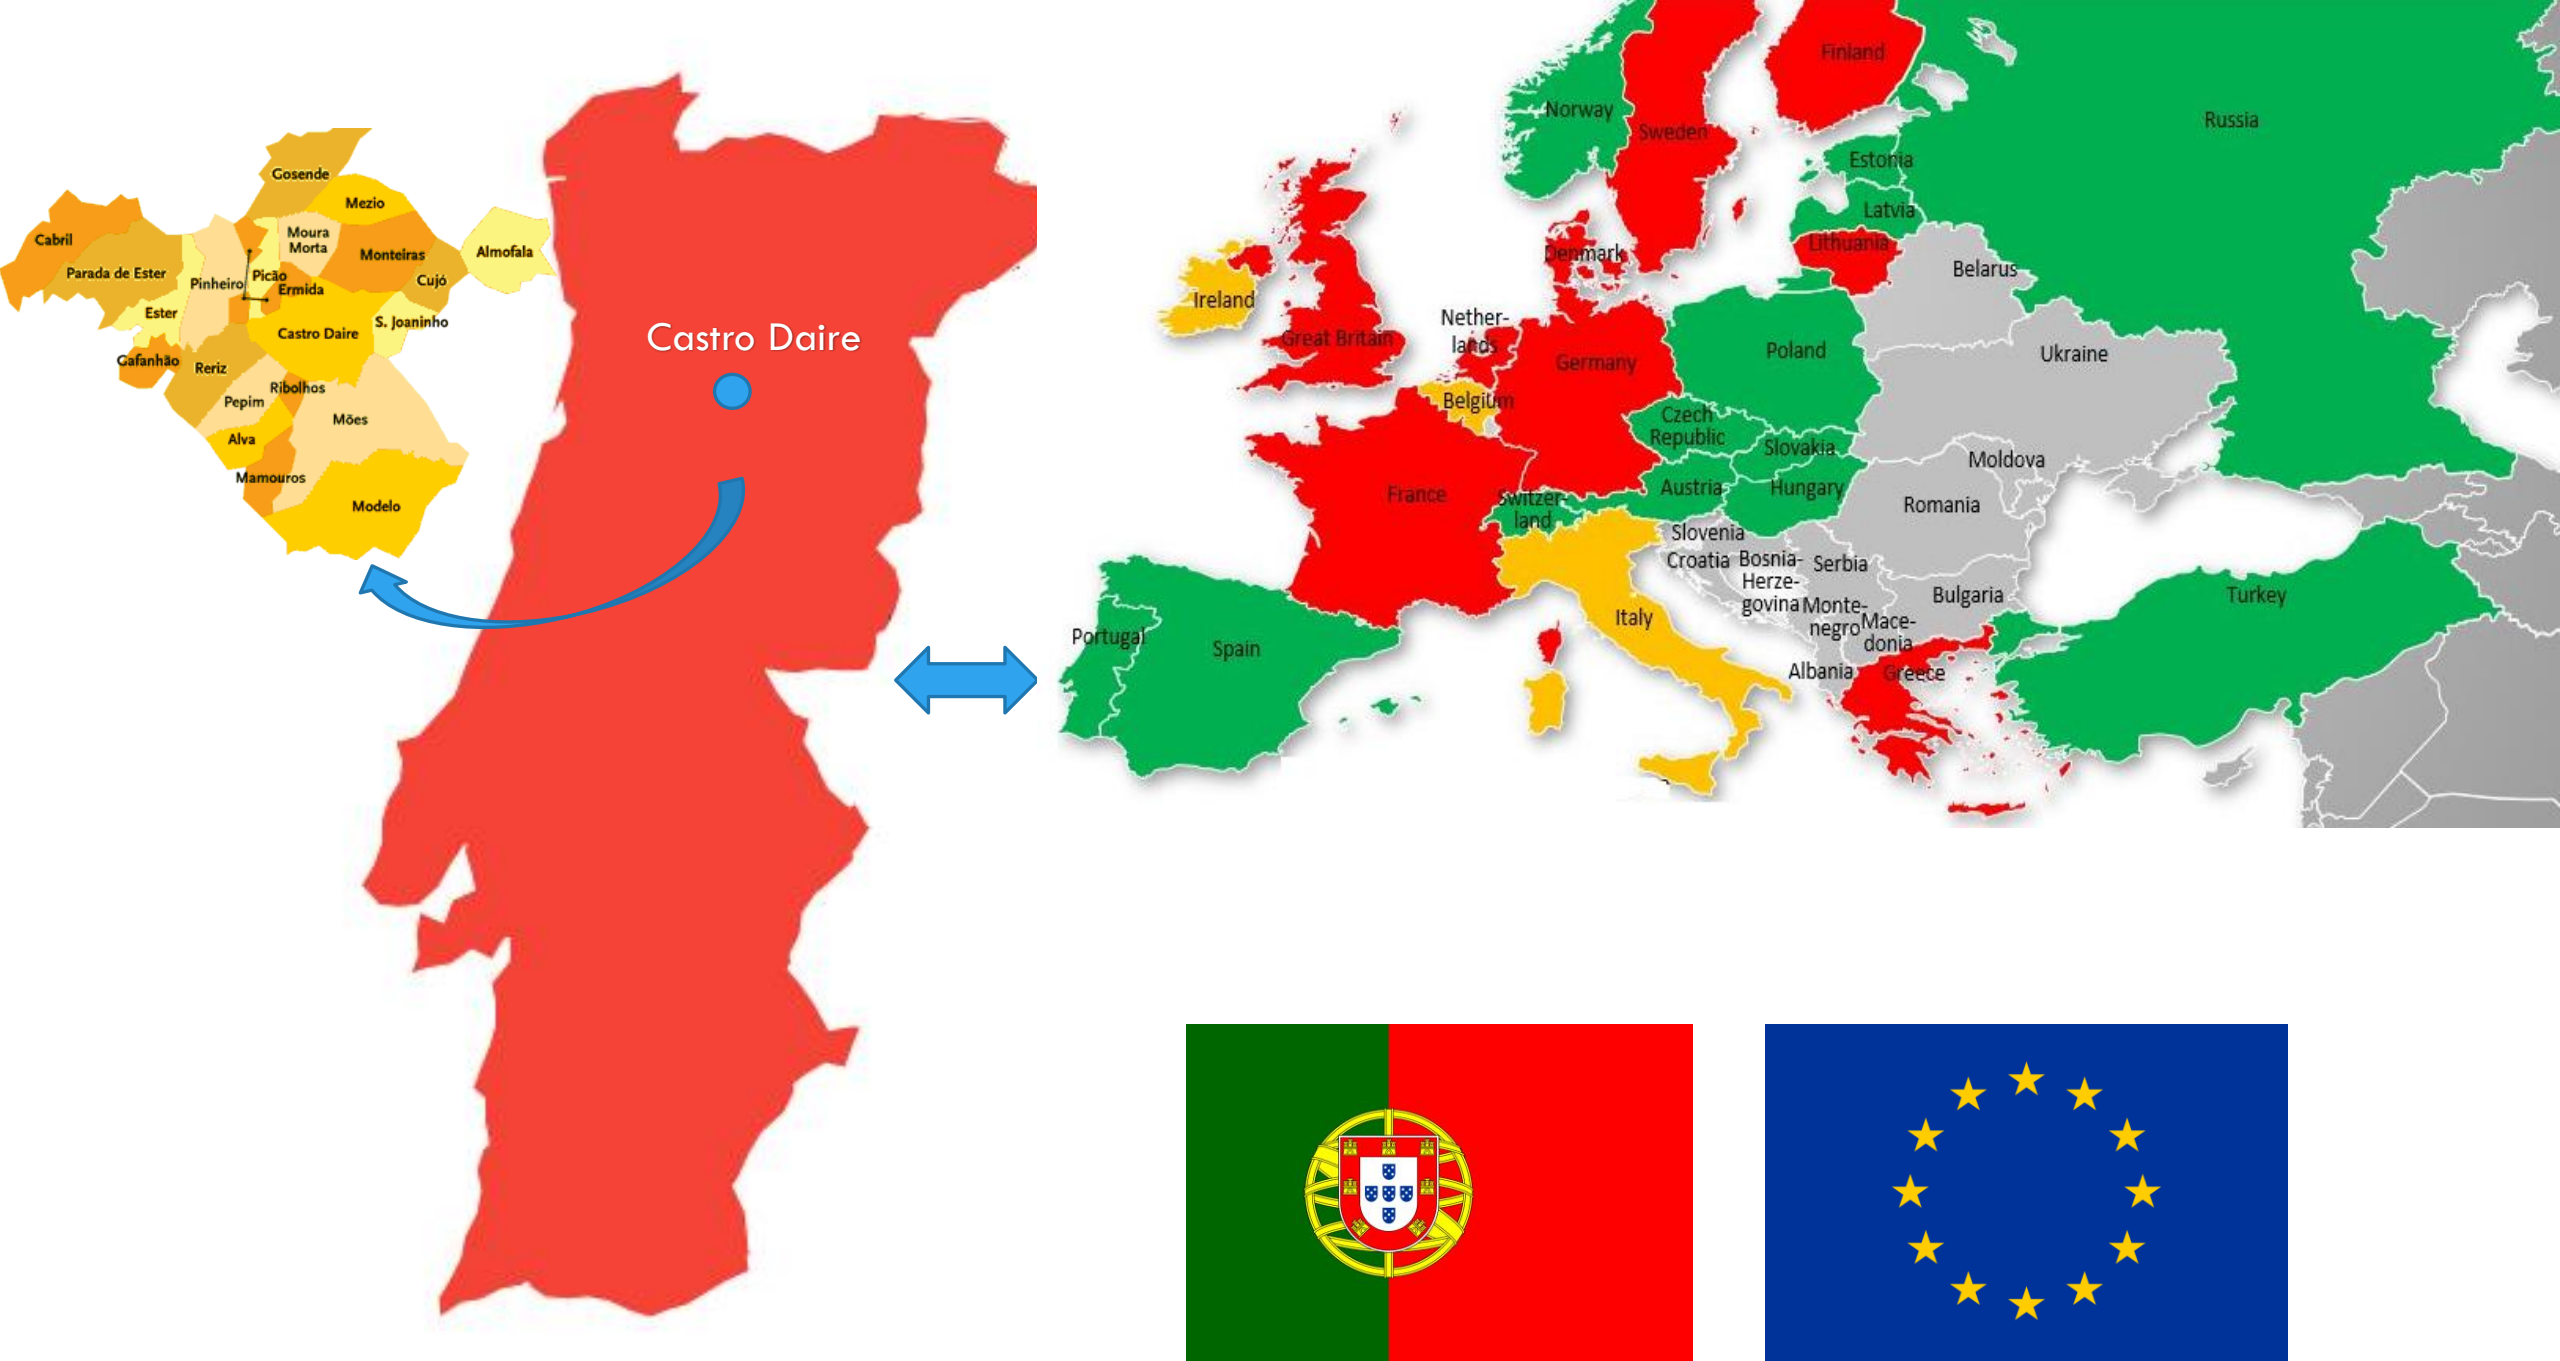 Gosende
Mezio
Cabril
Moura
Morta
Monteiras
Almofala
Parada de Ester
Picão
Pinheiro
Ermida
Cujó
Ester
Castro Daire
S. Joaninho
Gafanhão
Reriz
Ribolhos
Pepim
Mões
Alva
Mamouros
Modelo
Castro Daire
Finland
Norway
Sweden
Russia
Estonia
Latvia
Lithuania
Denmark
Belarus
Ireland
Great Britain
Nether-
lands
Germany
Poland
Ukraine
Belgium
Czech
Republic
Slovakia
Moldova
France
Switzer-
land
Austria
Hungary
Romania
Slovenia
Croatia
Bosnia-
Herze-
govina
Serbia
Bulgaria
Turkey
Monte-
negro
Mace-
donia
Italy
Portugal
Spain
Albania
Greece